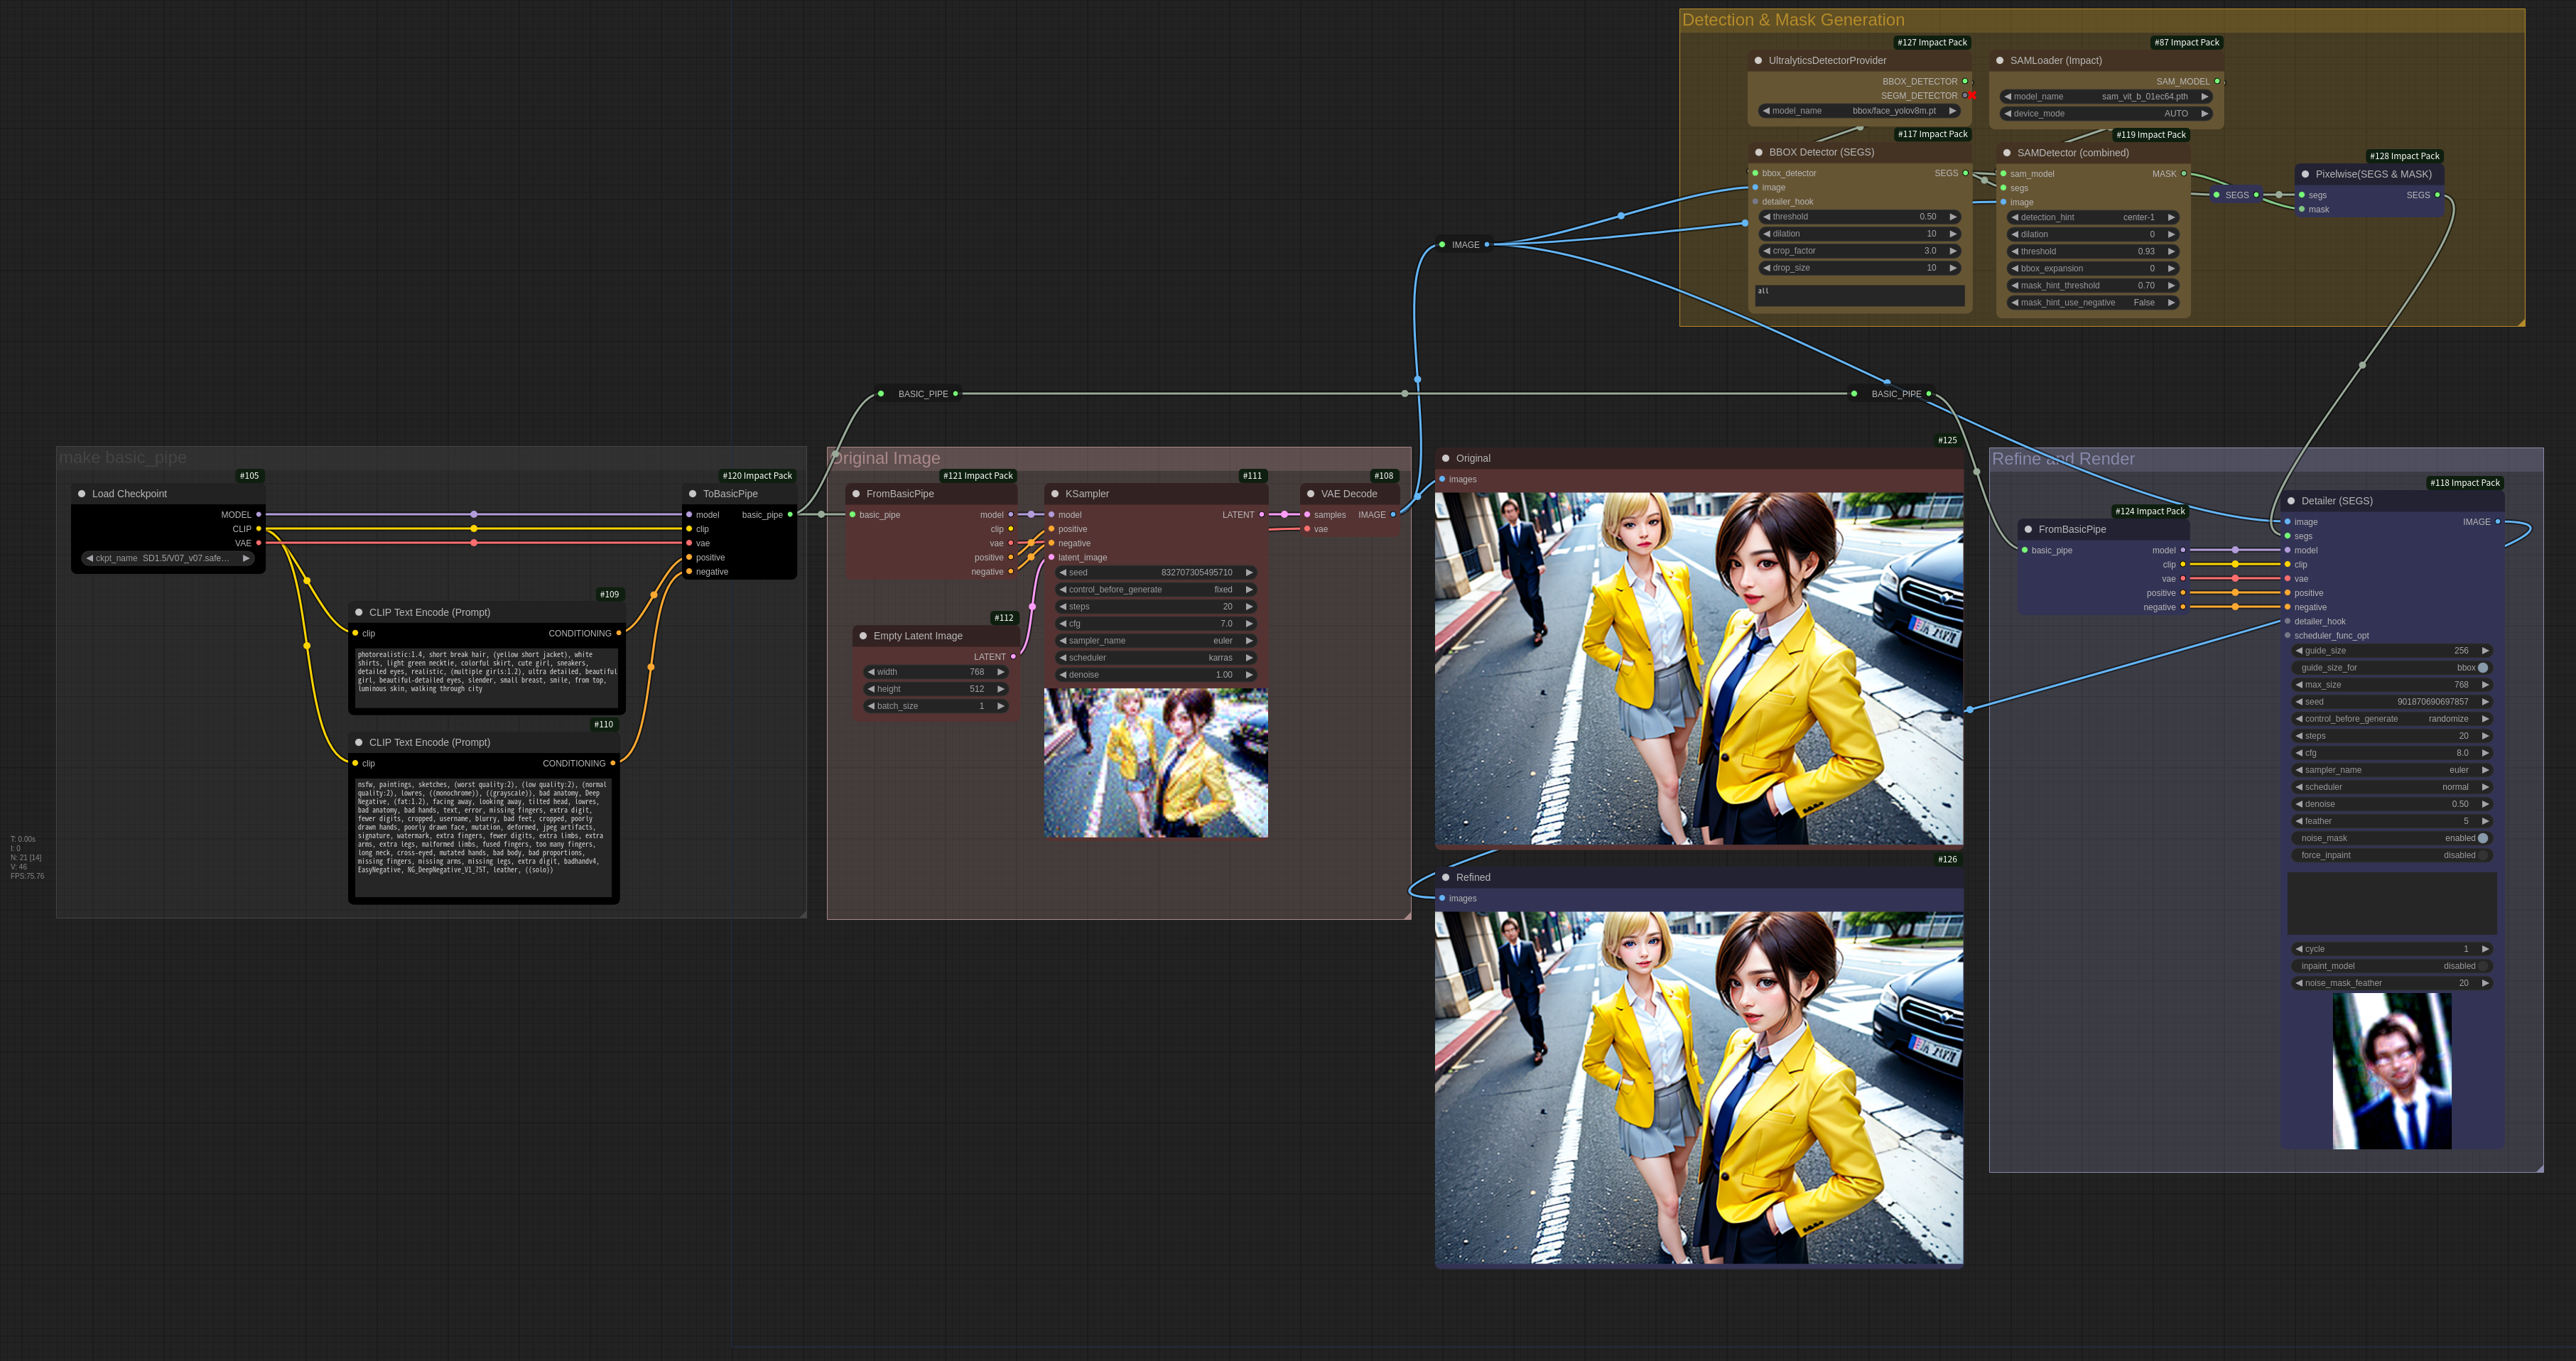 Detection & Mask Generation
#127 Impact Pack
UltralyticsDetectorProvider
BBOX_DETECTOR
SEGM_DETECTOR
model_name bbox/face_yolov8m.pt
#87 Impact Pack
SAMLoader (Impact)
SAM_MODEL
model_name sam_vit_b_01ec64.pth
device_mode AUTO
#117 Impact Pack
BBOX Detector (SEGS)
bbox_detector SEGS
image
detailer_hook
threshold 0.50
dilation 10
crop_factor 3.0
drop_size 10
all
#119 Impact Pack
SAMDetector (combined)
sam_model MASK
segs
image
detection_hint center-1
dilation 0
threshold 0.93
bbox_expansion 0
mask_hint_threshold 0.70
mask_hint_use_negative False
SEGS
#128 Impact Pack
Pixelwise(SEGS & MASK)
segs SEGS
mask
IMAGE
BASIC_PIPE
BASIC_PIPE
make basic_pipe
#105
Load Checkpoint
MODEL
CLIP
VAE
ckpt_name SD1.5/V07_v07.safe...
#120 Impact Pack
ToBasicPipe
model basic_pipe
clip
vae
positive
negative
#109
CLIP Text Encode (Prompt)
clip CONDITIONING
photorealistic:1.4, short break hair, (yellow short jacket), white
shirts, light green necktie, colorful skirt, cute girl, sneakers,
detailed eyes, realistic, (multiple girls:1.2), ultra detailed, beautiful
girl, beautiful-detailed eyes, slender, small breast, smile, from top,
luminous skin, walking through city
#110
CLIP Text Encode (Prompt)
clip CONDITIONING
nsfw, paintings, sketches, (worst quality:2), (low quality:2), (normal
quality:2), lowres, ((monochrome)), ((grayscale)), bad anatomy, Deep
Negative, (fat:1.2), facing away, looking away, tilted head, lowres,
bad anatomy, bad hands, text, error, missing fingers, extra digit,
fewer digits, cropped, username, blurry, bad feet, cropped, poorly
drawn hands, poorly drawn face, mutation, deformed, jpeg artifacts,
signature, watermark, extra fingers, fewer digits, extra limbs, extra
arms, extra legs, malformed limbs, fused fingers, too many fingers,
long neck, cross-eyed, mutated hands, bad body, bad proportions,
missing fingers, missing arms, missing legs, extra digit, badhandv4,
EasyNegative, NG_DeepNegative_V1_75T, leather, ((solo))
T: 0.00s
I: 0
N: 21 [14]
V: 46
FPS:75.76
Original Image
#121 Impact Pack
FromBasicPipe
basic_pipe model
clip
vae
positive
negative
#112
Empty Latent Image
LATENT
width 768
height 512
batch_size 1
#111
KSampler
model LATENT
positive
negative
latent_image
seed 832707305495710
control_before_generate fixed
steps 20
cfg 7.0
sampler_name euler
scheduler karras
denoise 1.00
#108
VAE Decode
samples IMAGE
vae
#125
Original
images
#126
Refined
images
Refine and Render
#124 Impact Pack
FromBasicPipe
basic_pipe model
clip
vae
positive
negative
#118 Impact Pack
Detailer (SEGS)
image IMAGE
segs
model
clip
vae
positive
negative
detailer_hook
scheduler_func_opt
guide_size 256
guide_size_for bbox
max_size 768
seed 901870690697857
control_before_generate randomize
steps 20
cfg 8.0
sampler_name euler
scheduler normal
denoise 0.50
feather 5
noise_mask enabled
force_inpaint disabled
cycle 1
inpaint_model disabled
noise_mask_feather 20